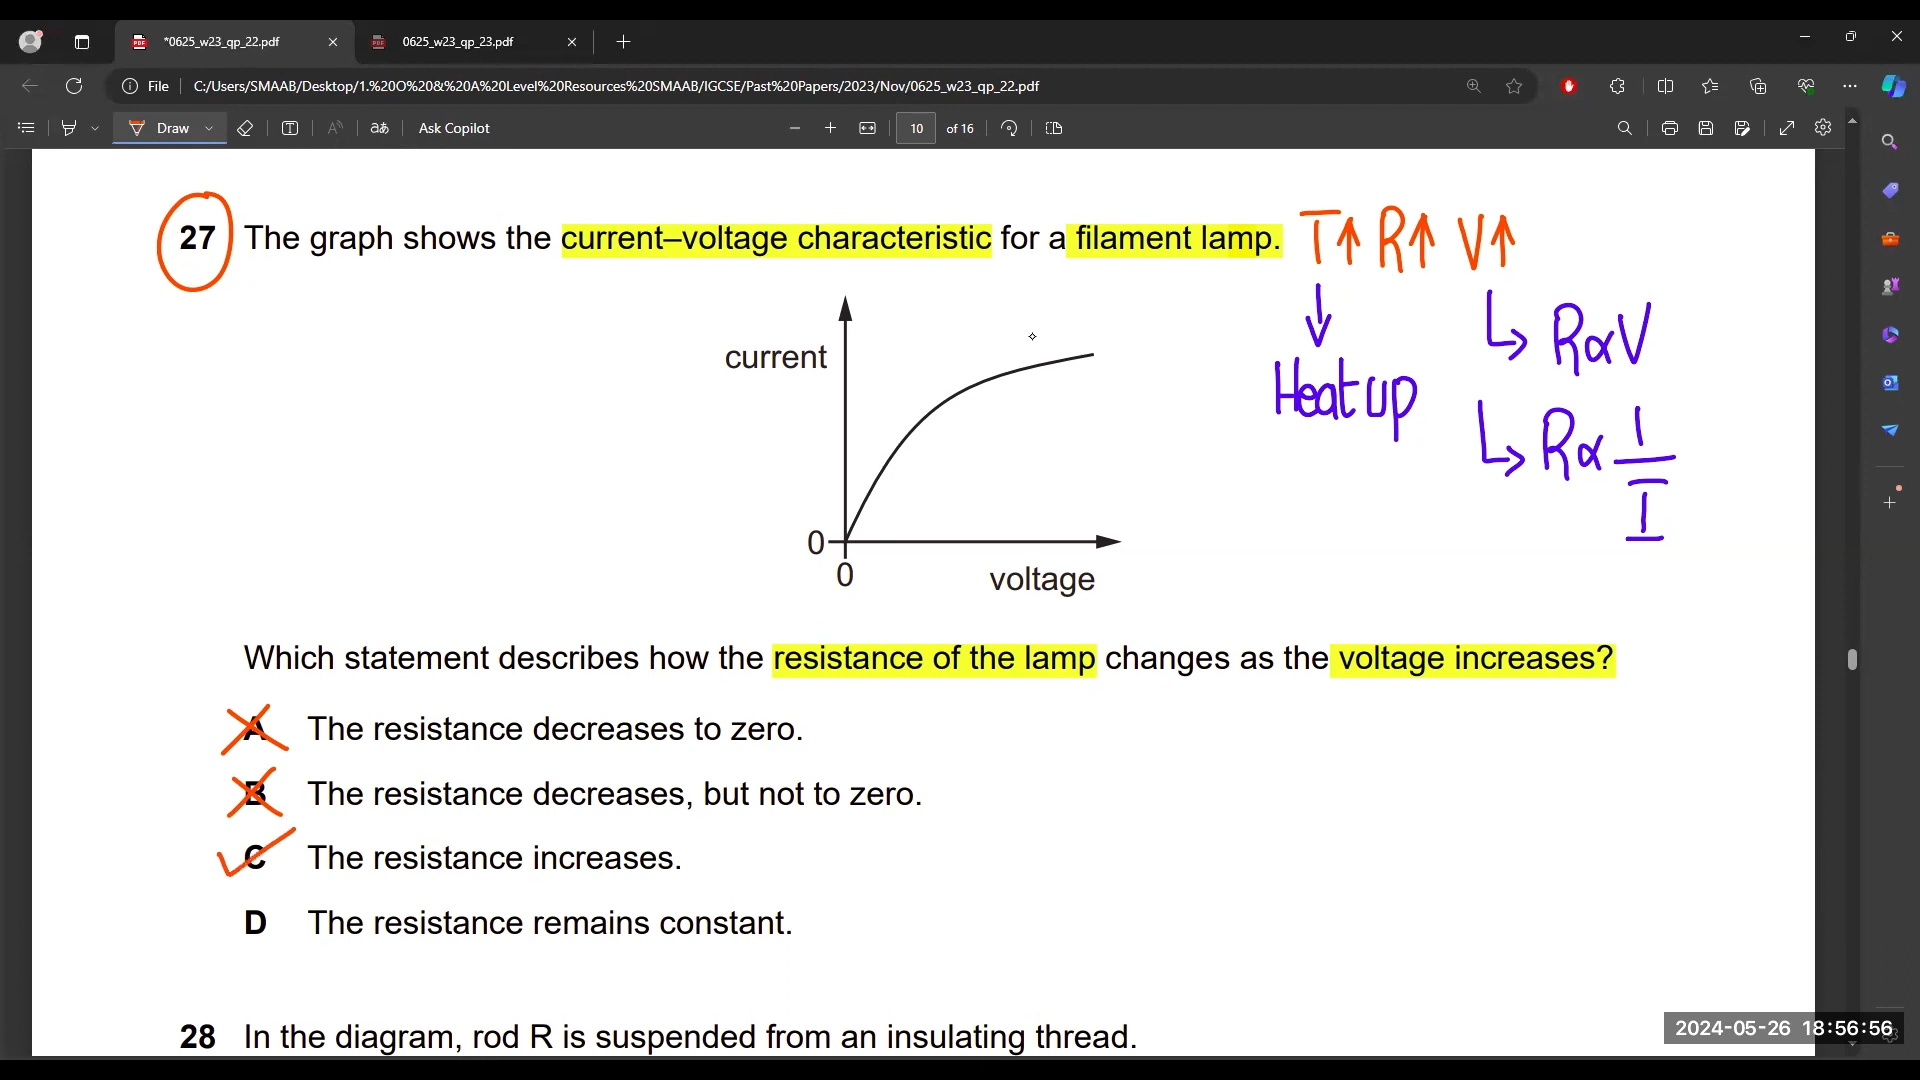 *0625_w23_qp_22.pdf
0625_w23_qp_23.pdf
File
C:/Users/SMAAB/Desktop/1.%20O%20&%20A%20Level%20Resources%20SMAAB/IGCSE/Past%20Papers/2023/Nov/0625_w23_qp_22.pdf
Draw
aあ
Ask Copilot
10 of 16
27 The graph shows the current–voltage characteristic for a filament lamp. T↑ R↑ V↑
current
R∝V
Heat up
R∝ 1
I
0
0
voltage
Which statement describes how the resistance of the lamp changes as the voltage increases?
A The resistance decreases to zero.
B The resistance decreases, but not to zero.
C The resistance increases.
D The resistance remains constant.
28 In the diagram, rod R is suspended from an insulating thread.
2024-05-26 18:56:56